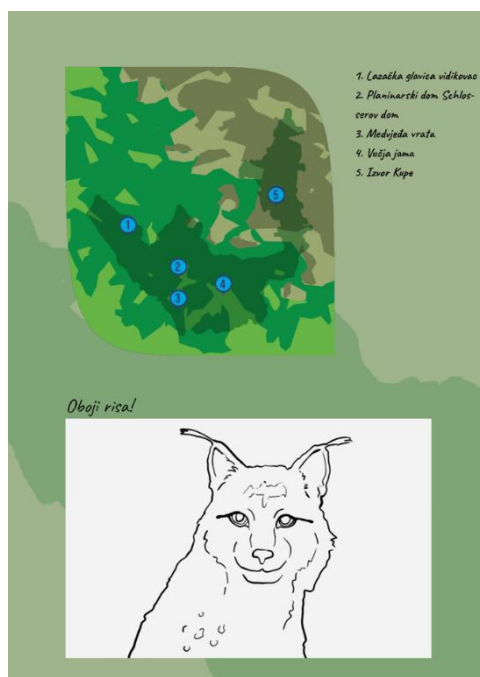 1. Lazačka glavica vidikovac
2. Planinarski dom Schlos-
serov dom
3. Medvjeđa vrata
4. Vučja jama
5. Izvor Kupe
1
2
3
4
5
Oboji risa!